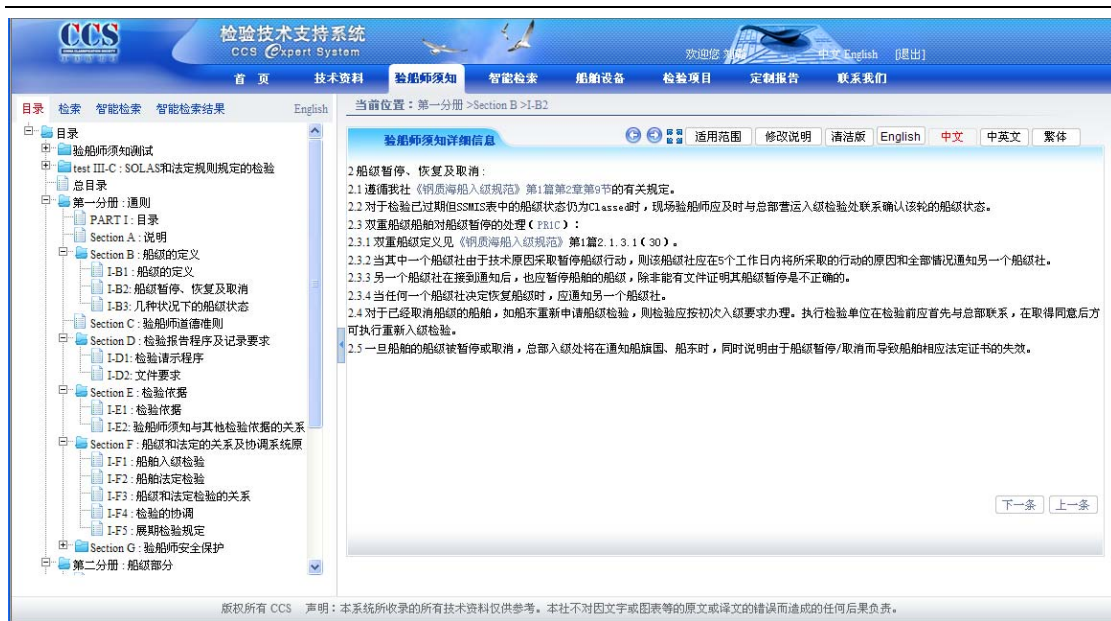 CCS
检验技术支持系统
CCS Expert System
欢迎您
中文 English [退出]
首 页 技术资料 验船师须知 智能检索 船舶设备 检验项目 定制报告 联系我们
目录 检索 智能检索 智能检索结果 English
当前位置：第一分册 >Section B >I-B2
验船师须知详细信息
适用范围 修改说明 清洁版 English 中文 中英文 繁体
目录
验船师须知测试
test III-C : SOLAS和法定规则规定的检验
总目录
第一分册 : 通则
PART I : 目录
Section A : 说明
Section B : 船级的定义
I-B1 : 船级的定义
I-B2: 船级暂停、恢复及取消
I-B3: 几种状况下的船级状态
Section C : 验船师道德准则
Section D : 检验报告程序及记录要求
I-D1: 检验请示程序
I-D2: 文件要求
Section E : 检验依据
I-E1 : 检验依据
I-E2: 验船师须知与其他检验依据的关系
Section F : 船级和法定的关系及协调系统原
I-F1 : 船舶入级检验
I-F2 : 船舶法定检验
I-F3 : 船级和法定检验的关系
I-F4 : 检验的协调
I-F5 : 展期检验规定
Section G : 验船师安全保护
第二分册 : 船级部分
2 船级暂停、恢复及取消:
2.1 遵循我社《钢质海船入级规范》第1篇第2章第9节的有关规定。
2.2 对于检验已过期但SSMIS表中的船级状态仍为Classed时，现场验船师应及时与总部营运入级检验处联系确认该轮的船级状态。
2.3 双重船级船舶对船级暂停的处理( PR1C )：
2.3.1 双重船级定义见《钢质海船入级规范》第1篇2.1.3.1（30）。
2.3.2 当其中一个船级社由于技术原因采取暂停船级行动，则该船级社应在5个工作日内将所采取的行动的原因和全部情况通知另一个船级社。
2.3.3 另一个船级社在接到通知后，也应暂停船舶的船级，除非能有文件证明其船级暂停是不正确的。
2.3.4 当任何一个船级社决定恢复船级时，应通知另一个船级社。
2.4 对于已经取消船级的船舶，如船东重新申请船级检验，则检验应按初次入级要求办理。执行检验单位在检验前应首先与总部联系，在取得同意后方
可执行重新入级检验。
2.5 一旦船舶的船级被暂停或取消，总部入级处将在通知船旗国、船东时，同时说明由于船级暂停/取消而导致船舶相应法定证书的失效。
下一条 上一条
版权所有 CCS 声明：本系统所收录的所有技术资料仅供参考。本社不对因文字或图表等的原文或译文的错误而造成的任何后果负责。